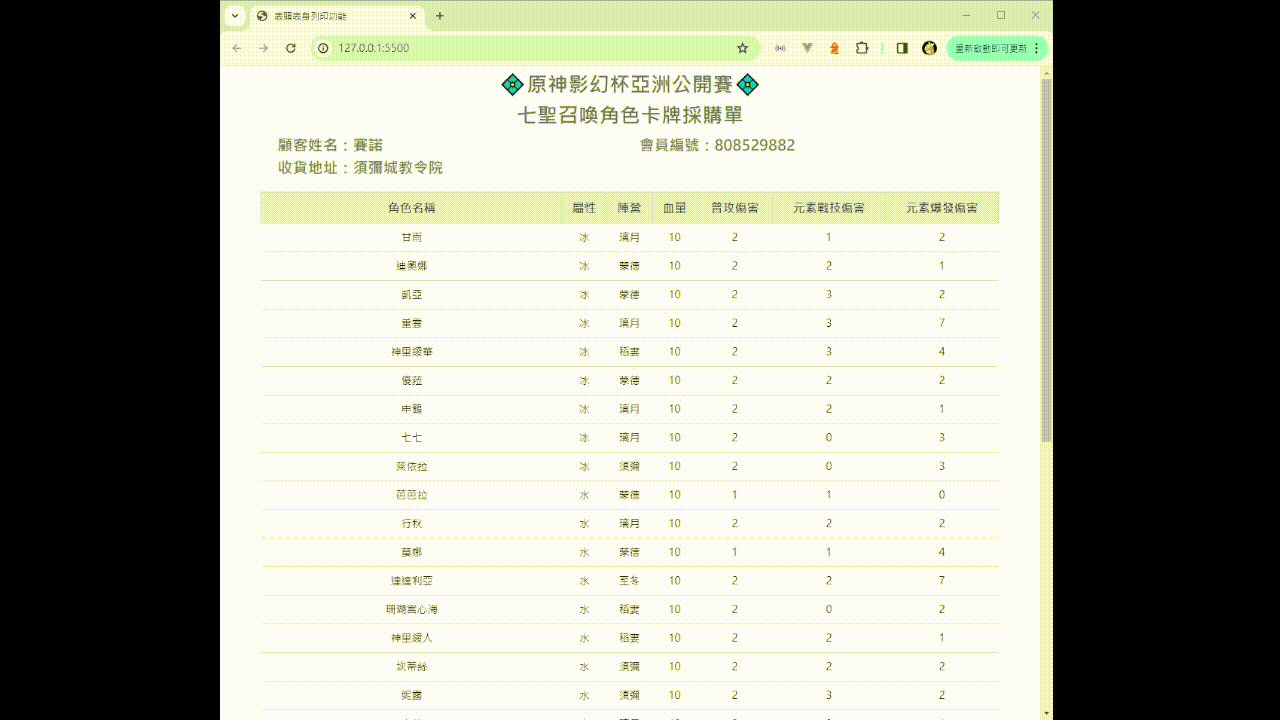 表頭表身列印功能
127.0.0.1:5500
重新啟動即可更新
原神影幻杯亞洲公開賽
七聖召喚角色卡牌採購單
顧客姓名：賽諾 會員編號：808529882
收貨地址：須彌城教令院
角色名稱 屬性 陣營 血量 普攻傷害 元素戰技傷害 元素爆發傷害
甘雨 冰 璃月 10 2 1 2
迪奧娜 冰 蒙德 10 2 2 1
凱亞 冰 蒙德 10 2 3 2
重雲 冰 璃月 10 2 3 7
神里綾華 冰 稻妻 10 2 3 4
優菈 冰 蒙德 10 2 2 2
申鶴 冰 璃月 10 2 2 1
七七 冰 璃月 10 2 0 3
萊依拉 冰 須彌 10 2 0 3
芭芭拉 水 蒙德 10 1 1 0
行秋 水 璃月 10 2 2 2
莫娜 水 蒙德 10 1 1 4
達達利亞 水 至冬 10 2 2 7
珊瑚宮心海 水 稻妻 10 2 0 2
神里綾人 水 稻妻 10 2 2 1
坎蒂絲 水 須彌 10 2 2 2
妮露 水 須彌 10 2 3 2